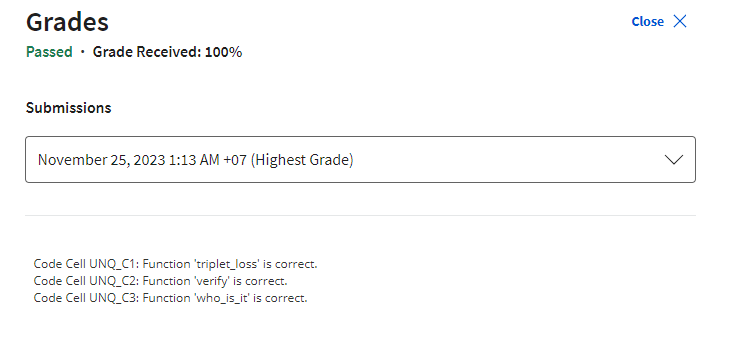 Grades
Close
Passed · Grade Received: 100%
Submissions
November 25, 2023 1:13 AM +07 (Highest Grade)
Code Cell UNQ_C1: Function 'triplet_loss' is correct.
Code Cell UNQ_C2: Function 'verify' is correct.
Code Cell UNQ_C3: Function 'who_is_it' is correct.